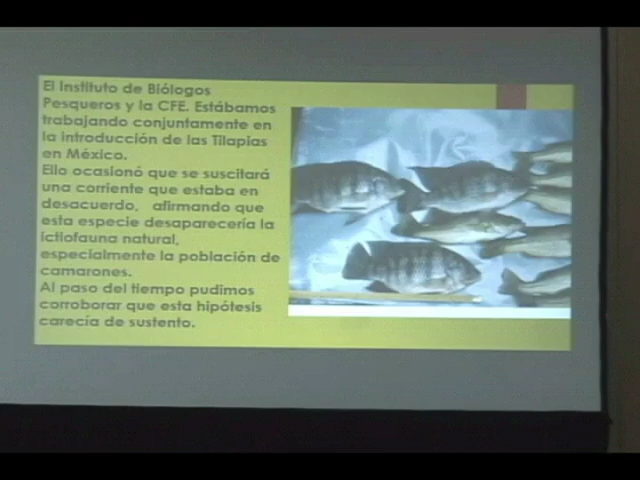 El Instituto de Biólogos
Pesqueros y la CFE. Estábamos
trabajando conjuntamente en
la introducción de las Tilapias
en México.
Ello ocasionó que se suscitará
una corriente que estaba en
desacuerdo, afirmando que
esta especie desaparecería la
ictiofauna natural,
especialmente la población de
camarones.
Al paso del tiempo pudimos
corroborar que esta hipótesis
carecía de sustento.